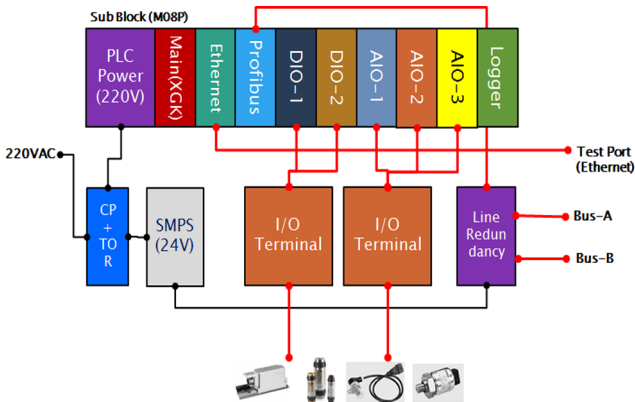 Sub Block (M08P)
PLC
Power
(220V)
Main(XGK)
Ethernet
Profibus
DIO-1
DIO-2
AIO-1
AIO-2
AIO-3
Logger
220VAC
Test Port
(Ethernet)
CP
+
TO
R
SMPS
(24V)
I/O
Terminal
I/O
Terminal
Line
Redun
dancy
Bus-A
Bus-B